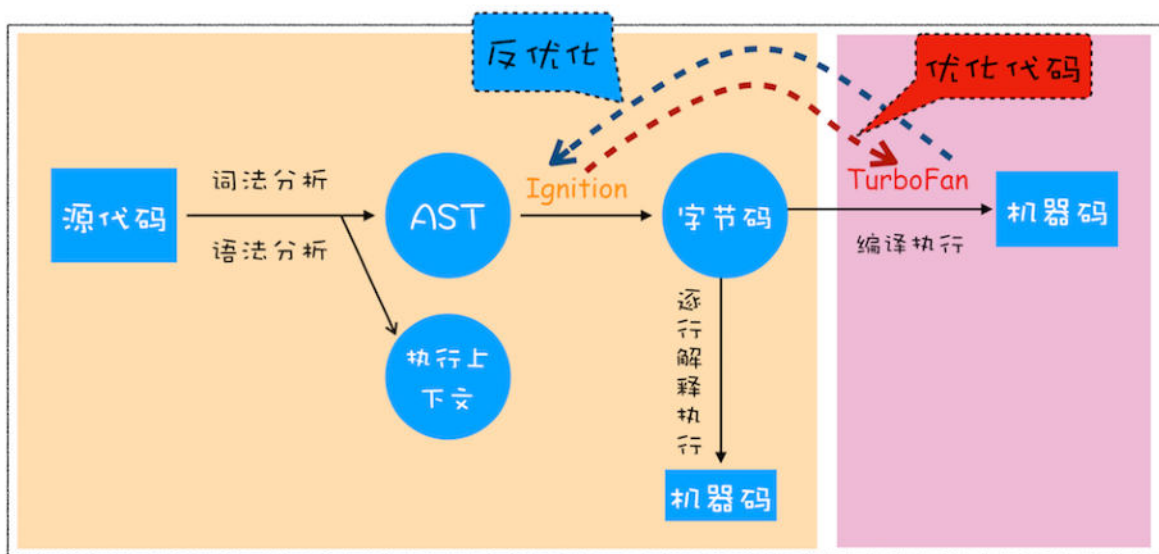 反优化
优化代码
词法分析
Ignition
TurboFan
源代码
AST
字节码
机器码
语法分析
编译执行
执行上
下文
逐行解释执行
机器码